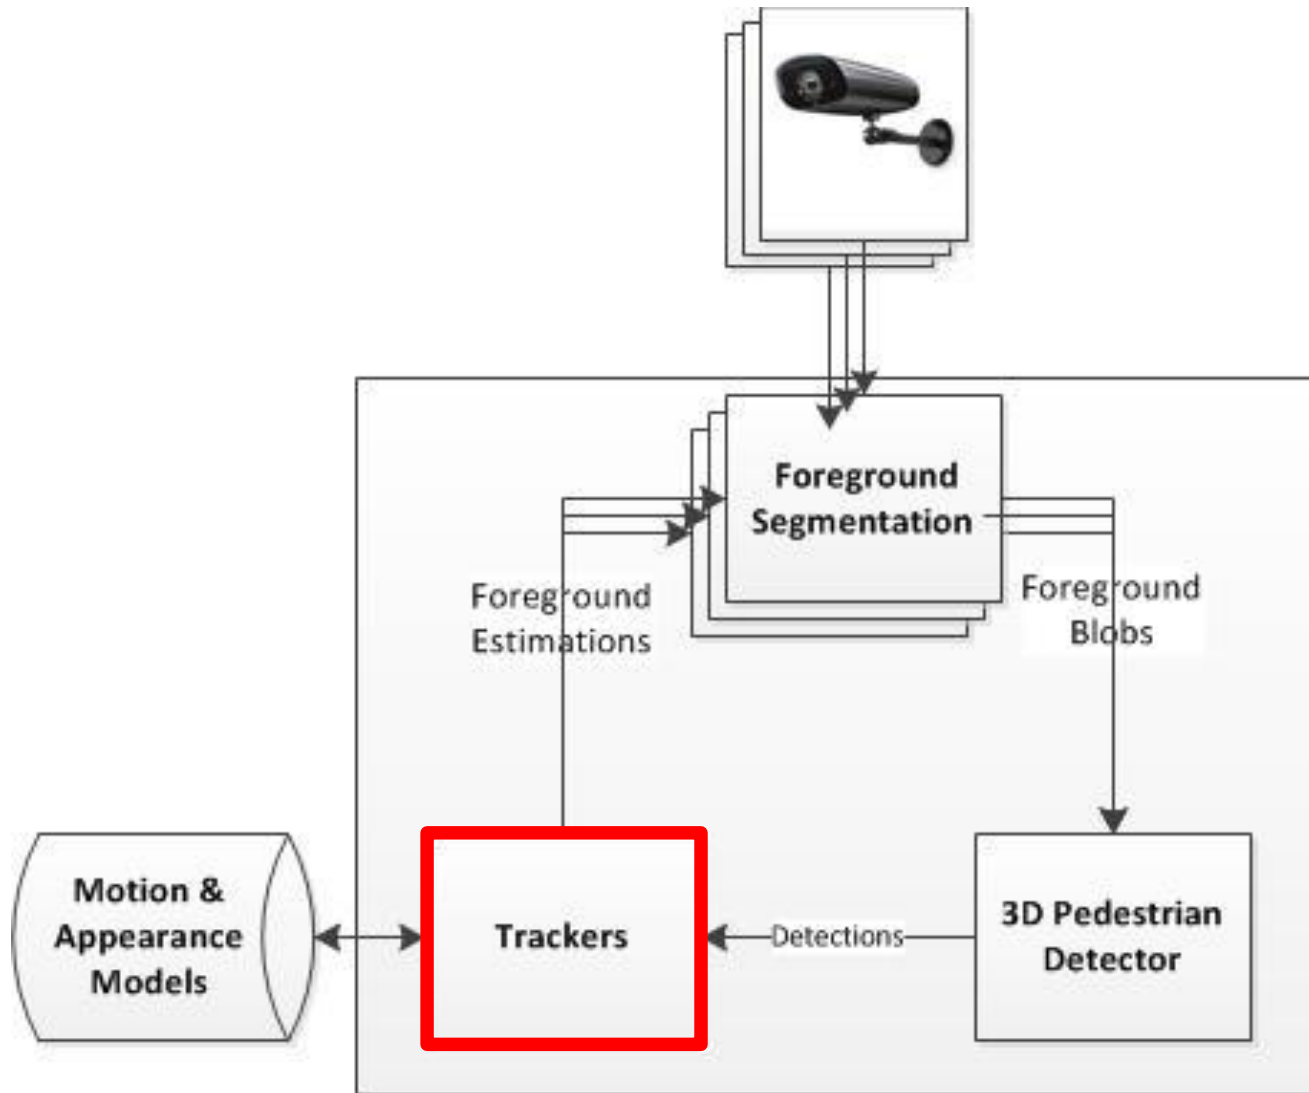 Foreground
Segmentation
Foreground
Estimations
Foreground
Blobs
Motion &
Appearance
Models
Trackers
Detections
3D Pedestrian
Detector